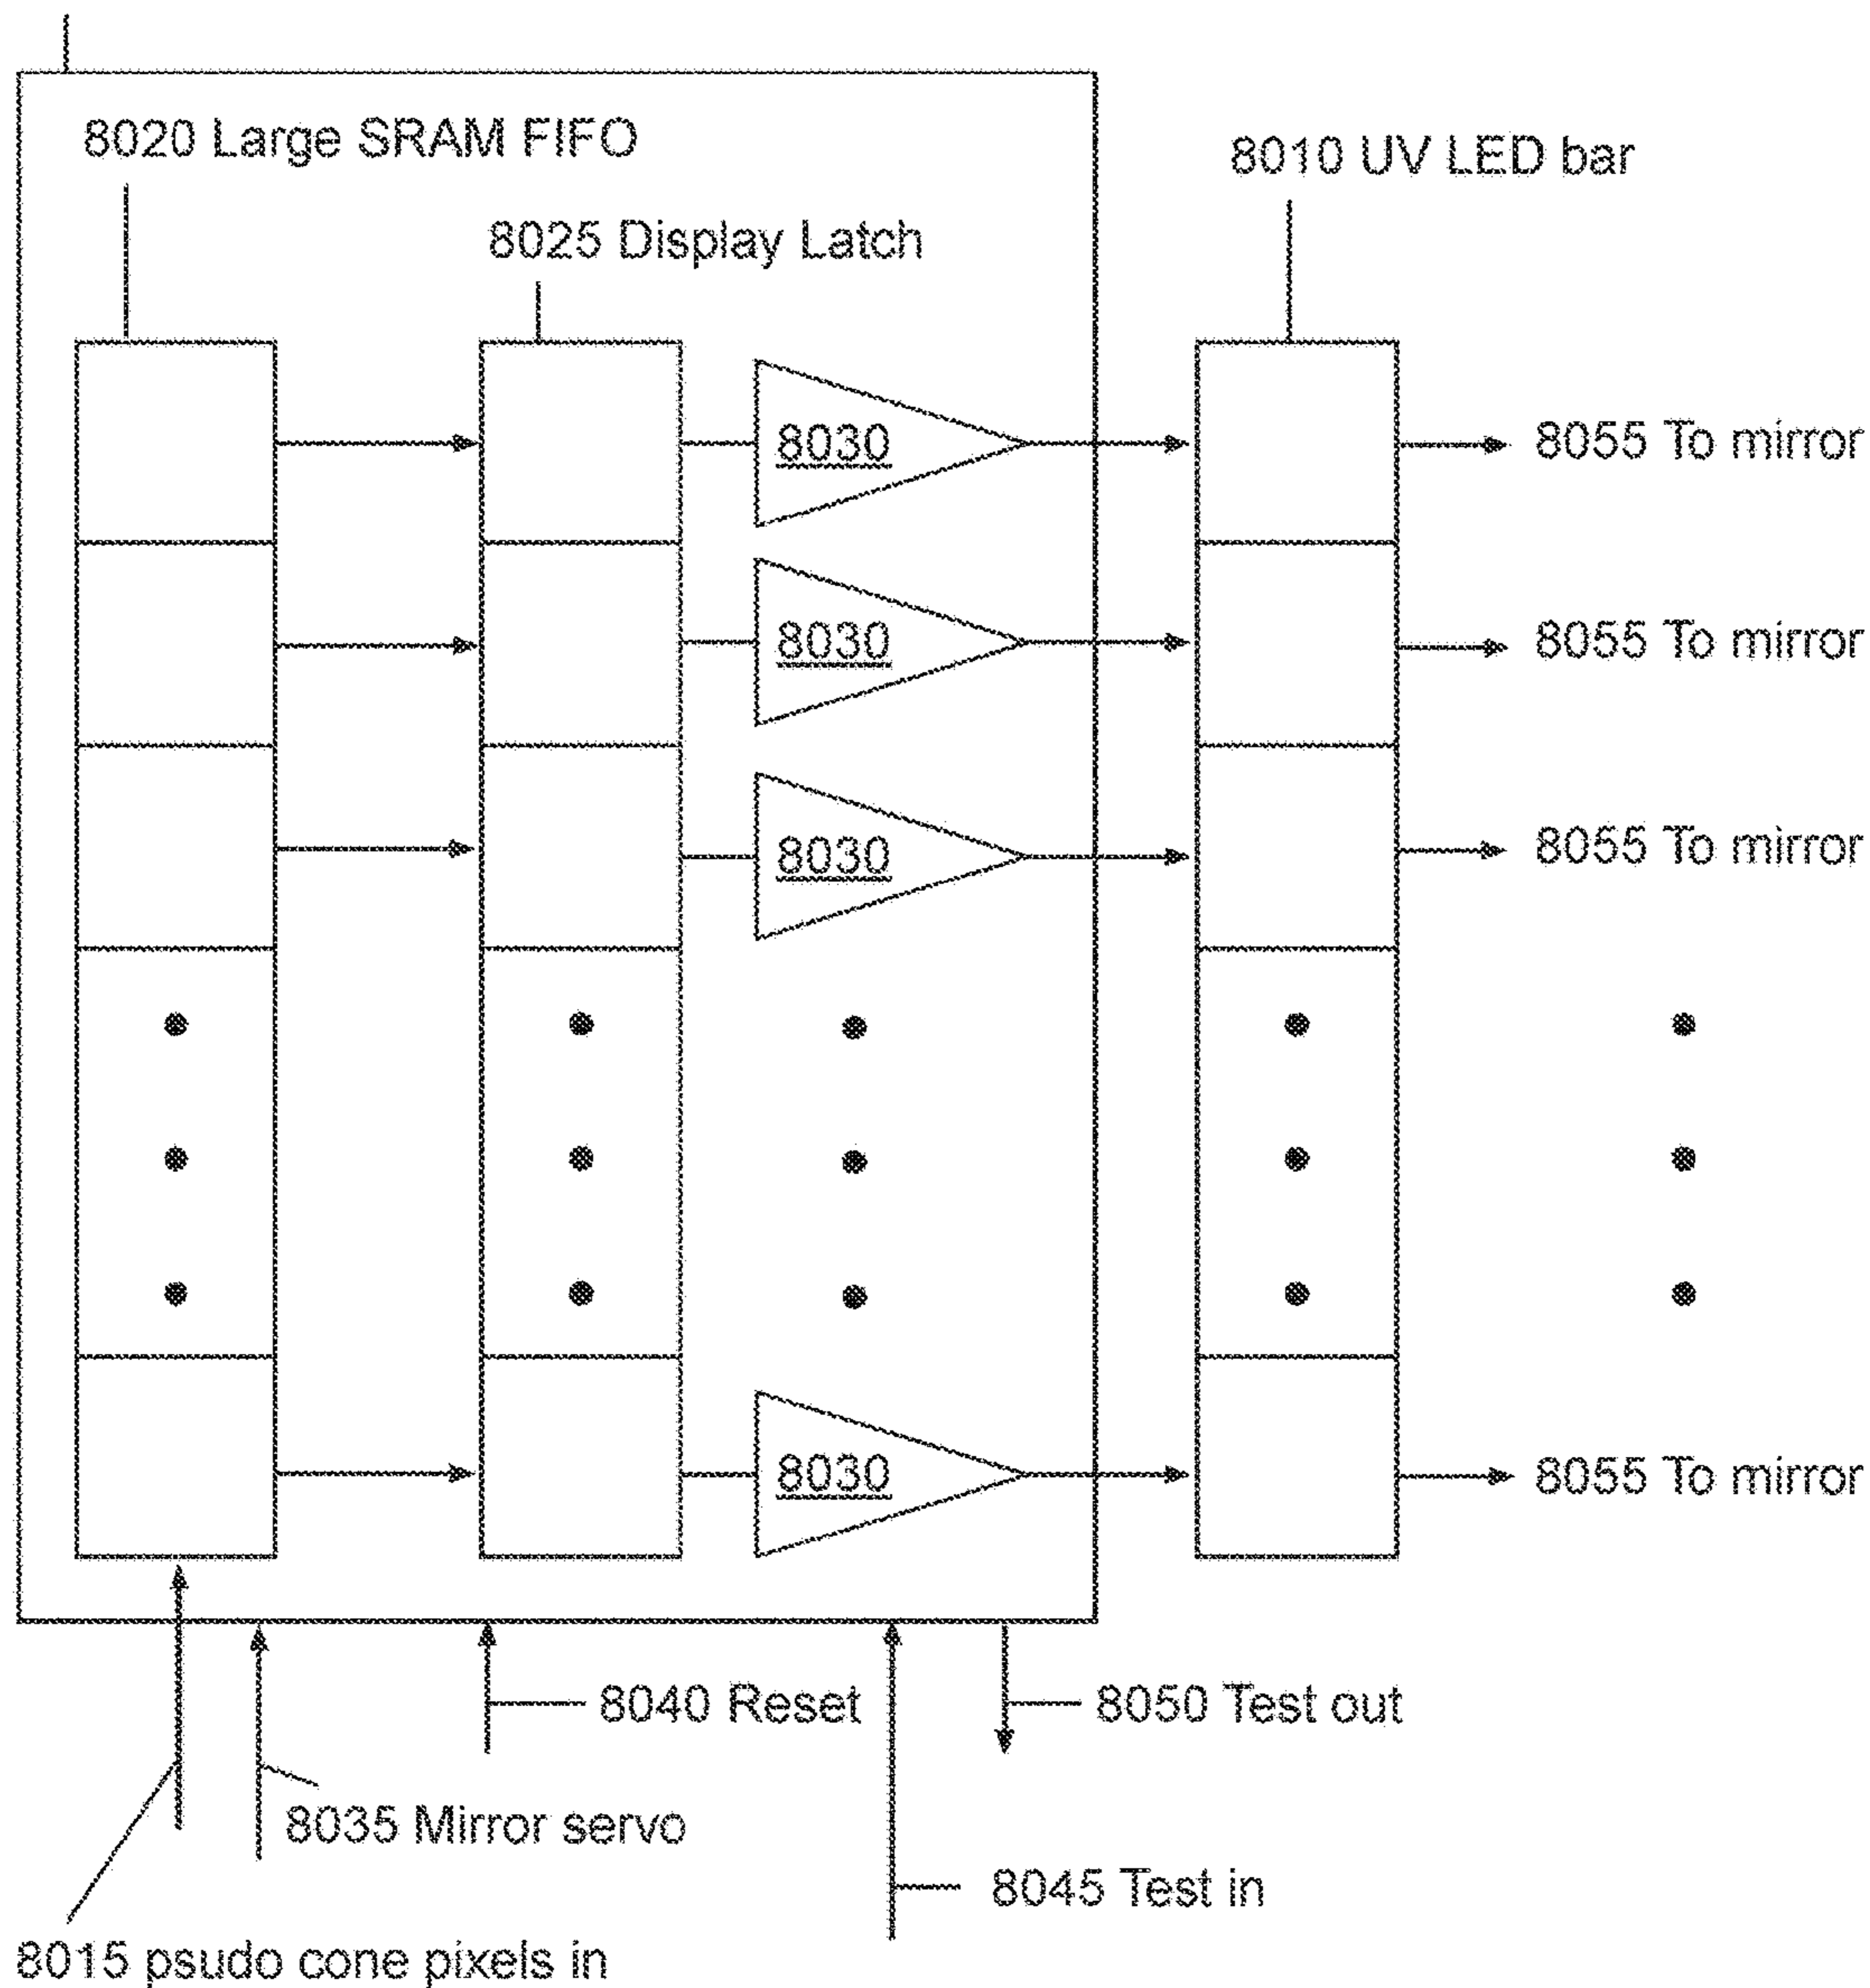 8020 Large SRAM FIFO
8010 UV LED bar
8025 Display Latch
8030
8055 To mirror
8030
8055 To mirror
8030
8055 To mirror
8030
8055 To mirror
8040 Reset
8050 Test out
8035 Mirror servo
8045 Test in
8015 psudo cone pixels in